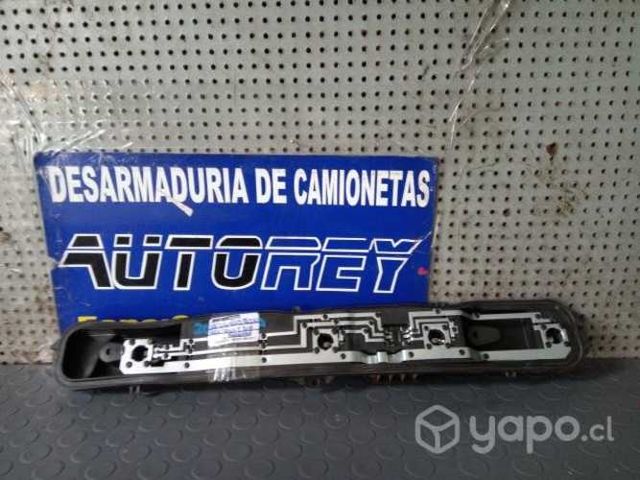 DESARMADURIA DE CAMIONETAS
AUTOREY
yapo.cl